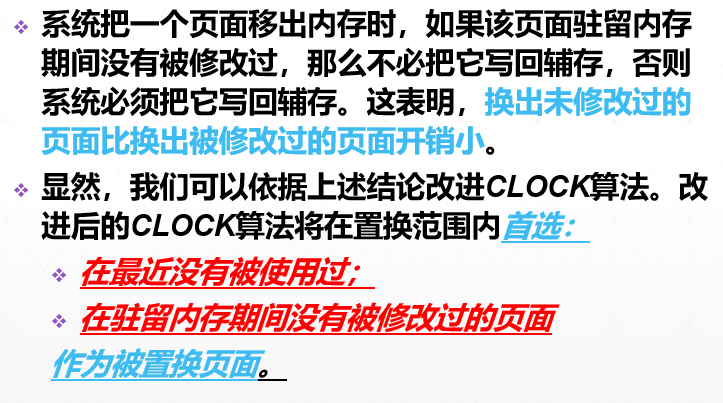 系统把一个页面移出内存时，如果该页面驻留内存
期间没有被修改过，那么不必把它写回辅存，否则
系统必须把它写回辅存。这表明，换出未修改过的
页面比换出被修改过的页面开销小。
显然，我们可以依据上述结论改进CLOCK算法。改
进后的CLOCK算法将在置换范围内首选：
在最近没有被使用过；
在驻留内存期间没有被修改过的页面
作为被置换页面。